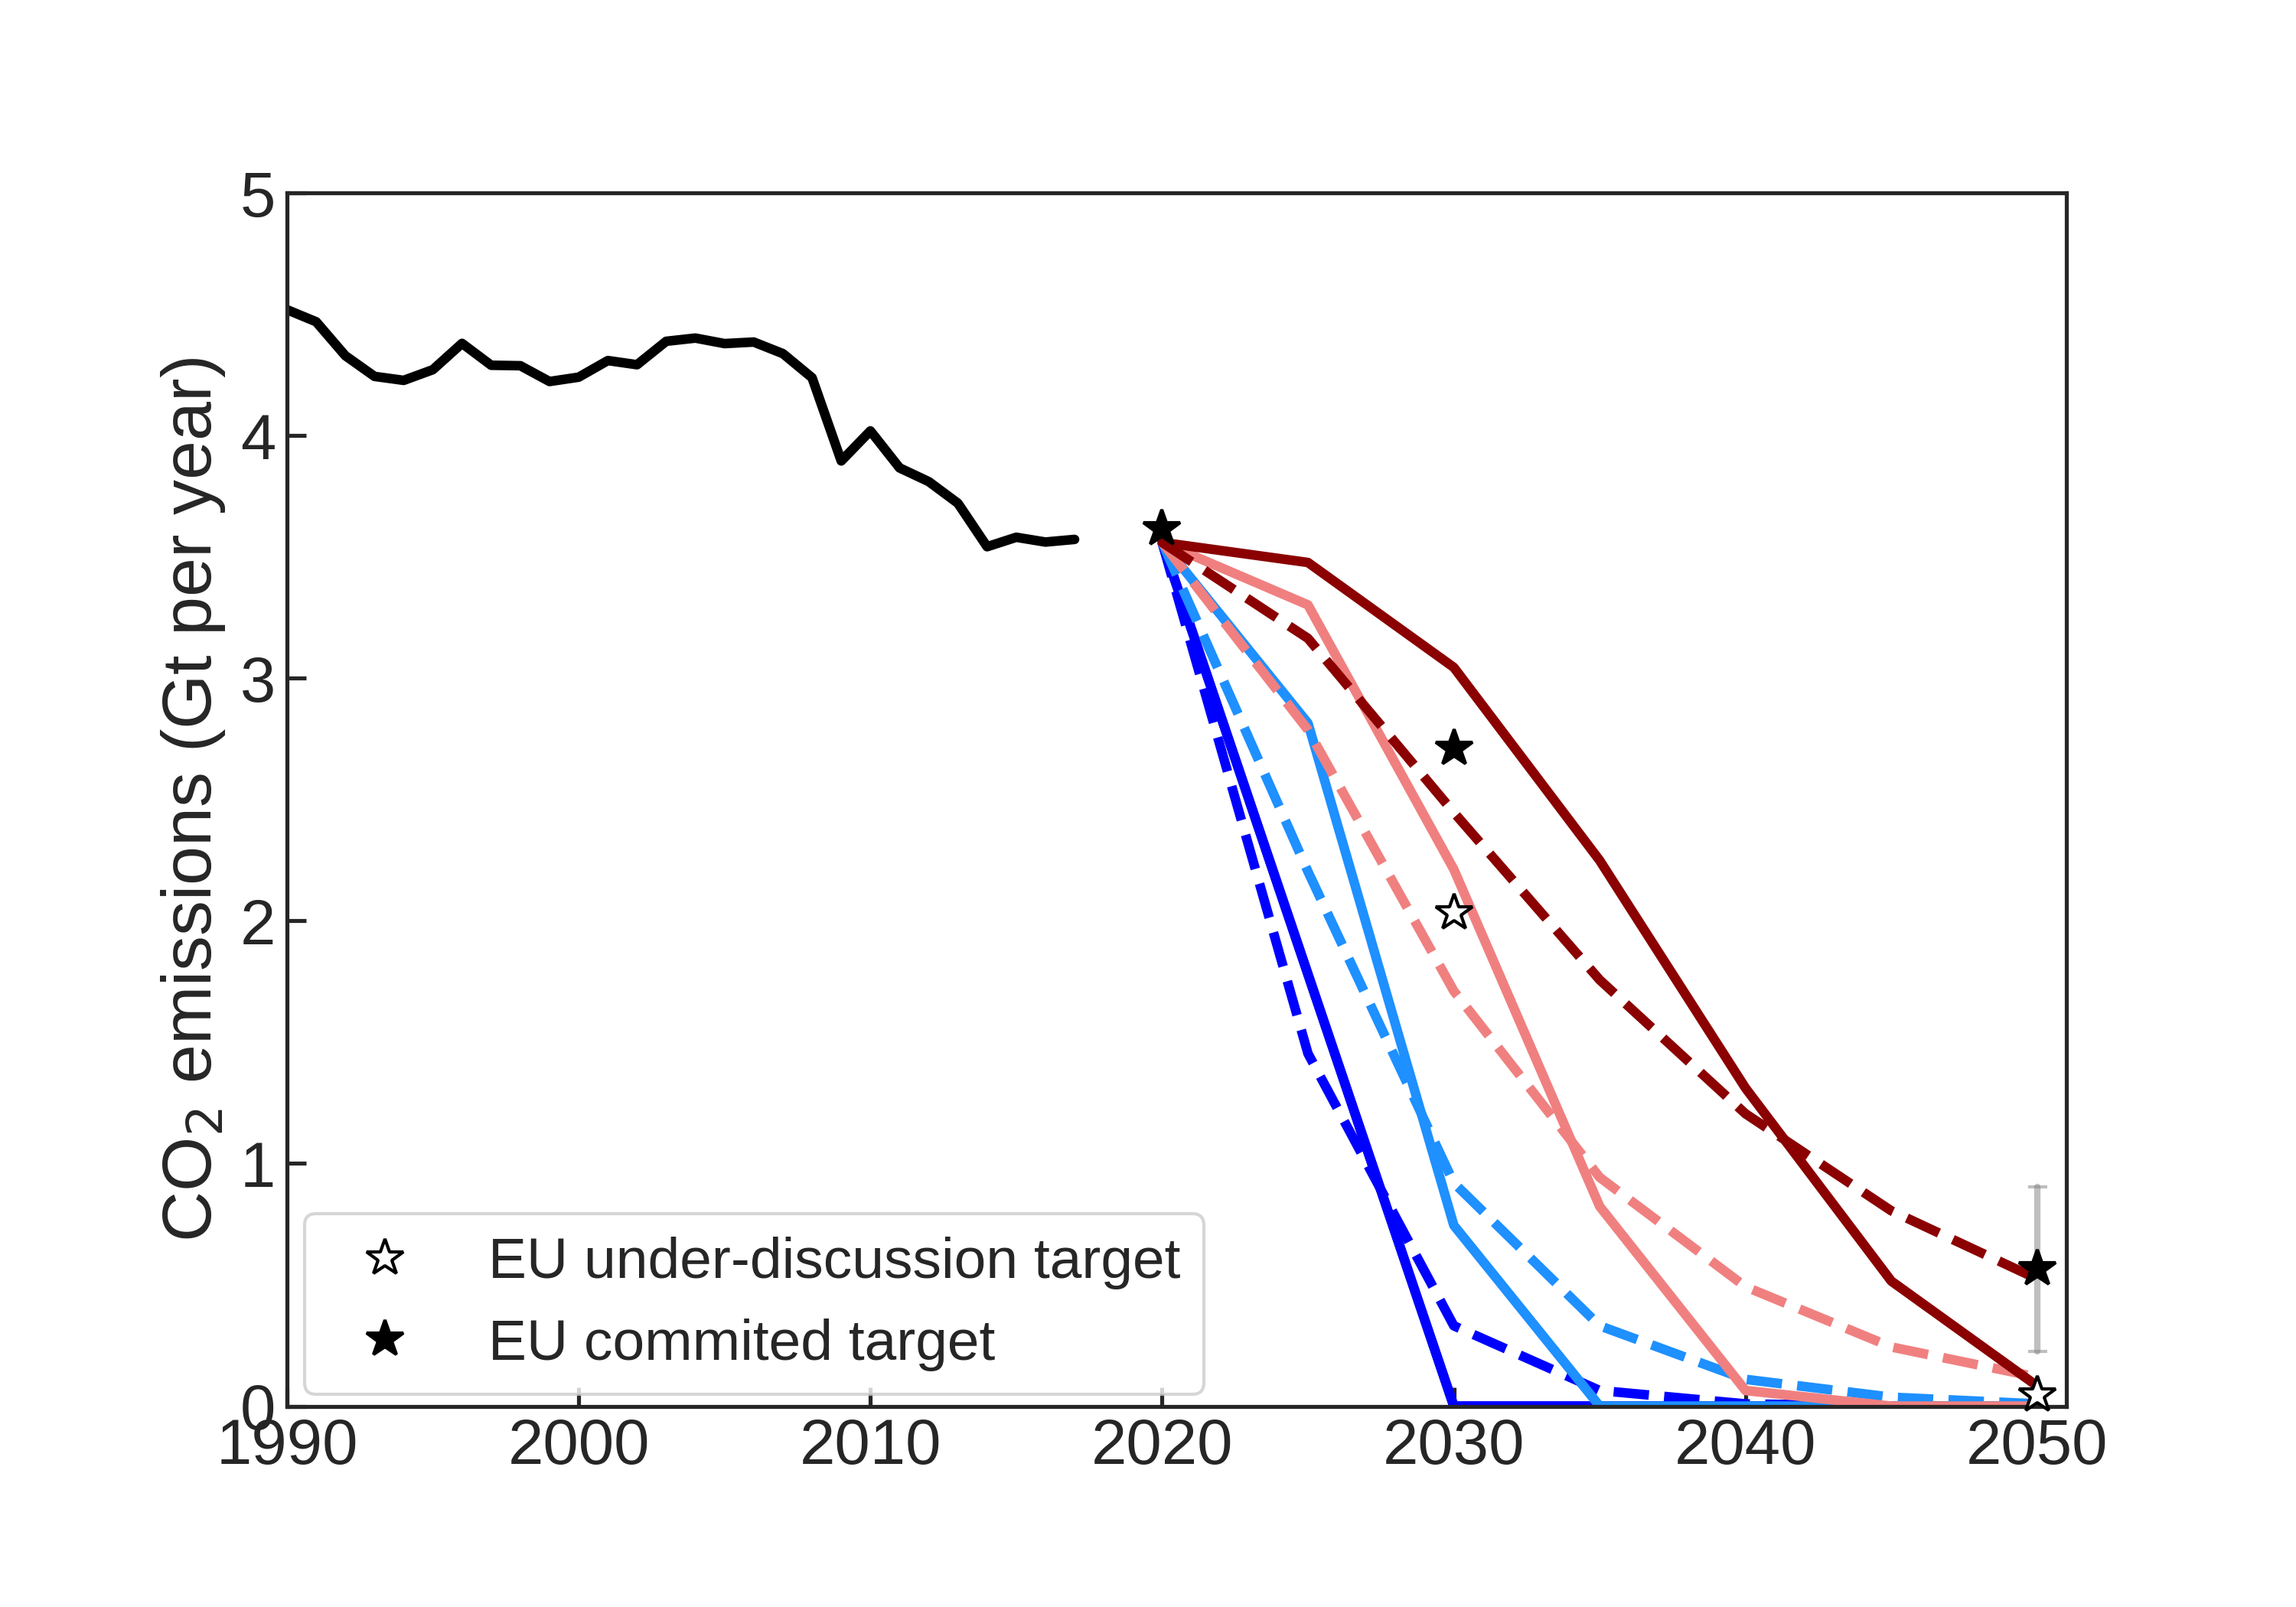 CO₂ emissions (Gt per year)
5
4
3
2
1
0
1990 2000 2010 2020 2030 2040 2050
EU under-discussion target
EU commited target